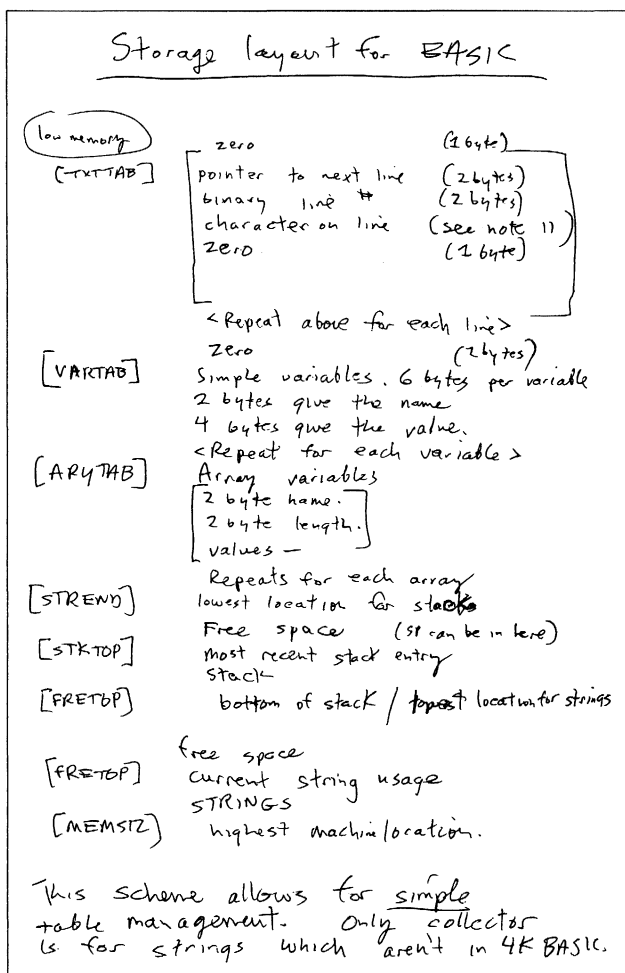 Storage layout for BASIC
low memory
zero (1 byte)
[TXTTAB] pointer to next line (2 bytes)
binary line # (2 bytes)
character on line (see note 11)
zero (1 byte)
<Repeat above for each line>
zero (2 bytes)
[VARTAB] Simple variables. 6 bytes per variable
2 bytes give the name
4 bytes give the value.
<Repeat for each variable>
[ARYTAB] Array variables
2 byte name.
2 byte length.
values —
Repeats for each array
[STREND] lowest location for stack
Free space (SP can be in here)
[STKTOP] most recent stack entry
stack
[FRETOP] bottom of stack / location for strings
free space
[FRETOP] current string usage
STRINGS
[MEMSIZ] highest machine location.
This scheme allows for simple
table management. Only collector
is for strings which aren't in 4K BASIC.